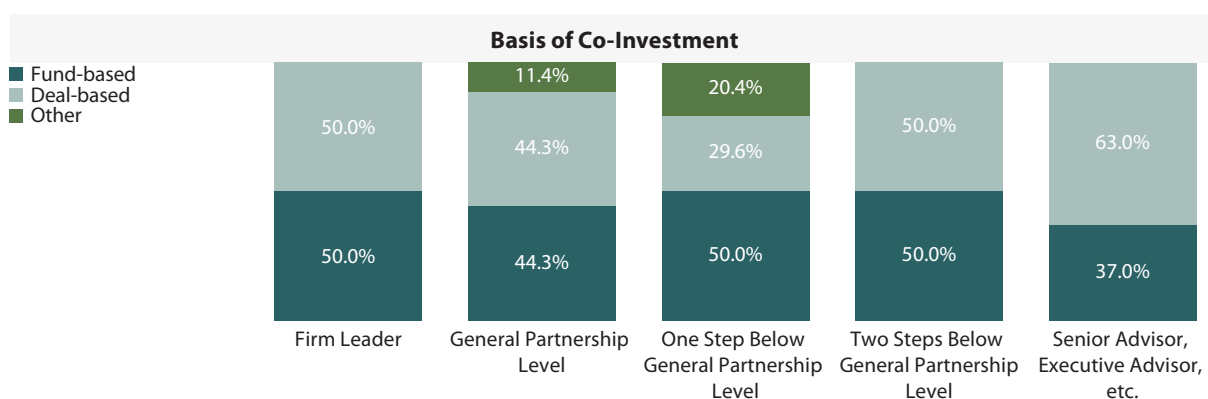 Basis of Co-Investment
Fund-based
Deal-based
Other
50.0%
50.0%
11.4%
44.3%
44.3%
20.4%
29.6%
50.0%
50.0%
50.0%
63.0%
37.0%
Firm Leader
General Partnership
Level
One Step Below
General Partnership
Level
Two Steps Below
General Partnership
Level
Senior Advisor,
Executive Advisor,
etc.